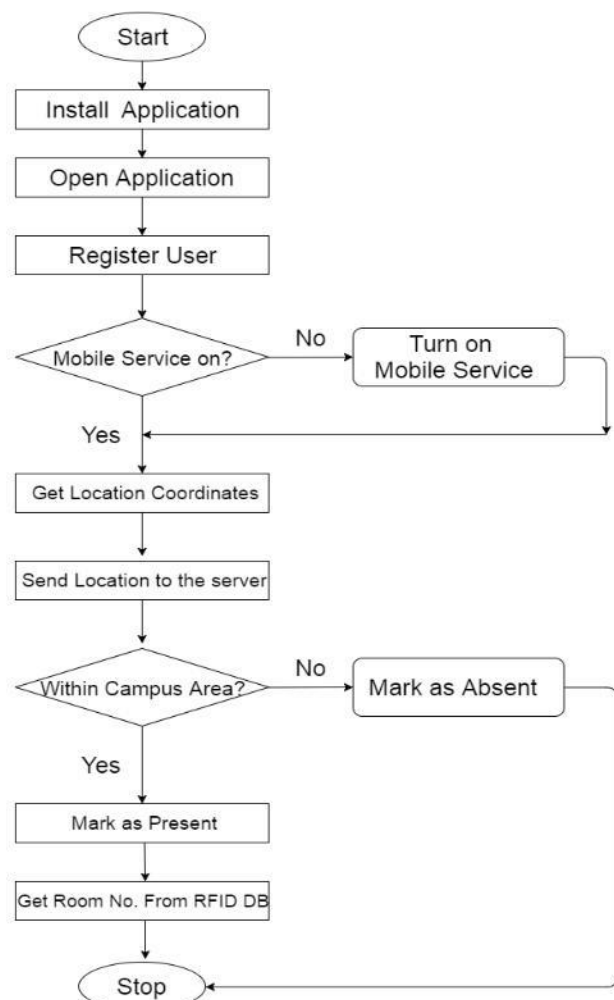 Start
Install Application
Open Application
Register User
Mobile Service on?
No
Turn on
Mobile Service
Yes
Get Location Coordinates
Send Location to the server
Within Campus Area?
No
Mark as Absent
Yes
Mark as Present
Get Room No. From RFID DB
Stop